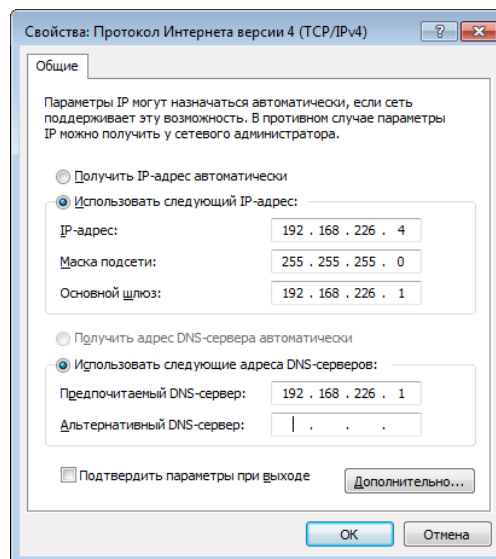 Свойства: Протокол Интернета версии 4 (TCP/IPv4)
Общие
Параметры IP могут назначаться автоматически, если сеть
поддерживает эту возможность. В противном случае параметры
IP можно получить у сетевого администратора.
Получить IP-адрес автоматически
Использовать следующий IP-адрес:
IP-адрес: 192 . 168 . 226 . 4
Маска подсети: 255 . 255 . 255 . 0
Основной шлюз: 192 . 168 . 226 . 1
Получить адрес DNS-сервера автоматически
Использовать следующие адреса DNS-серверов:
Предпочитаемый DNS-сервер: 192 . 168 . 226 . 1
Альтернативный DNS-сервер: . . .
Подтвердить параметры при выходе
Дополнительно...
ОК Отмена